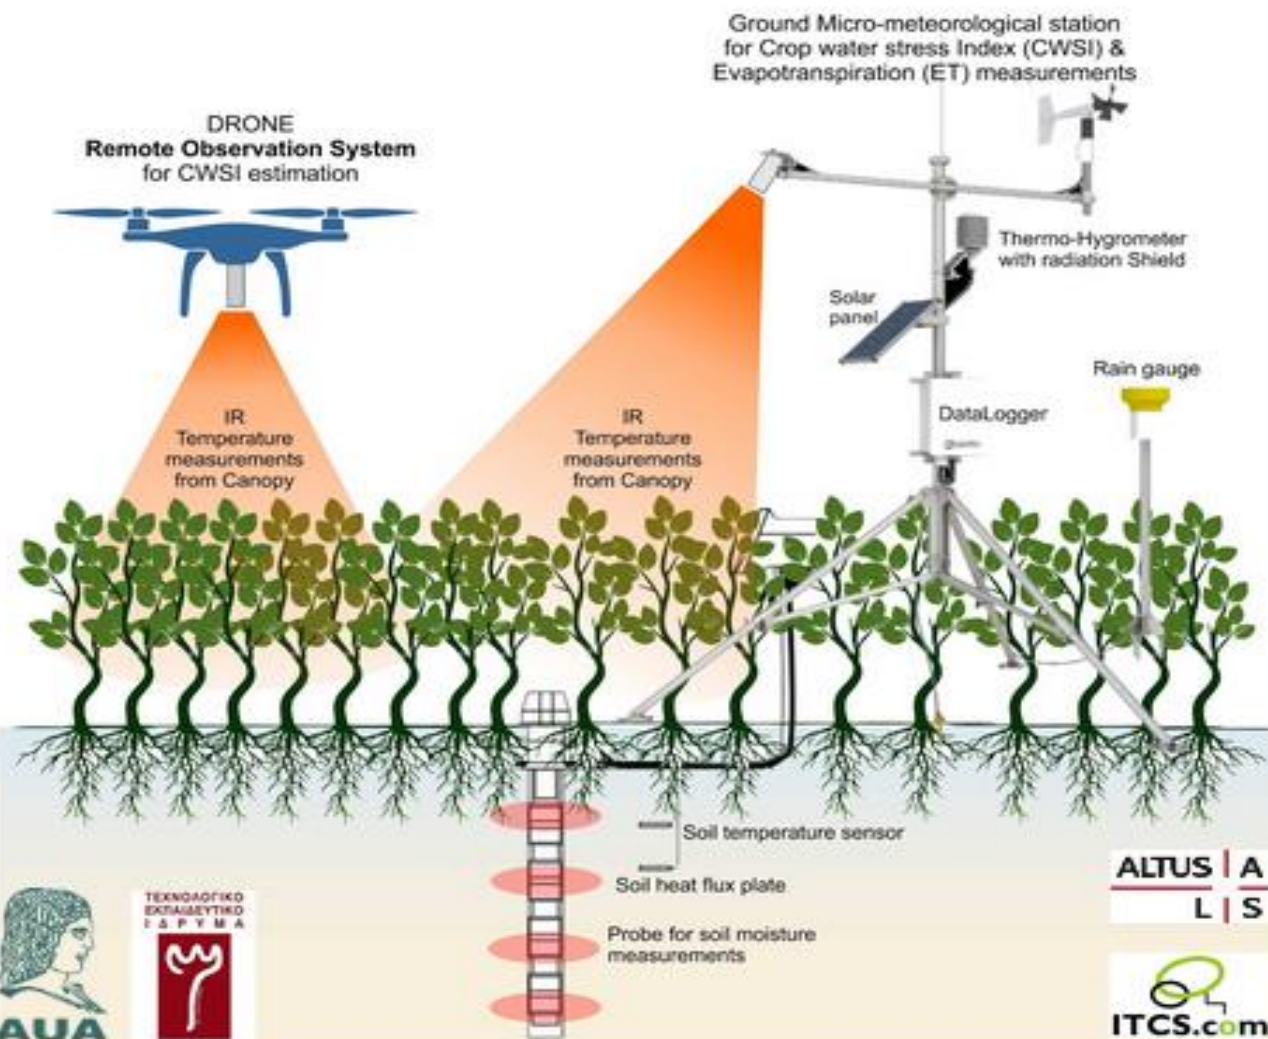 Ground Micro-meteorological station
for Crop water stress Index (CWSI) &
Evapotranspiration (ET) measurements
DRONE
Remote Observation System
for CWSI estimation
Thermo-Hygrometer
with radiation Shield
Solar
panel
Rain gauge
DataLogger
IR
Temperature
measurements
from Canopy
IR
Temperature
measurements
from Canopy
Soil temperature sensor
Soil heat flux plate
Probe for soil moisture
measurements
AUA
ΤΕΧΝΟΛΟΓΙΚΟ
ΕΚΠΑΙΔΕΥΤΙΚΟ
ΙΔΡΥΜΑ
ALTUS A
L S
ITCS.com